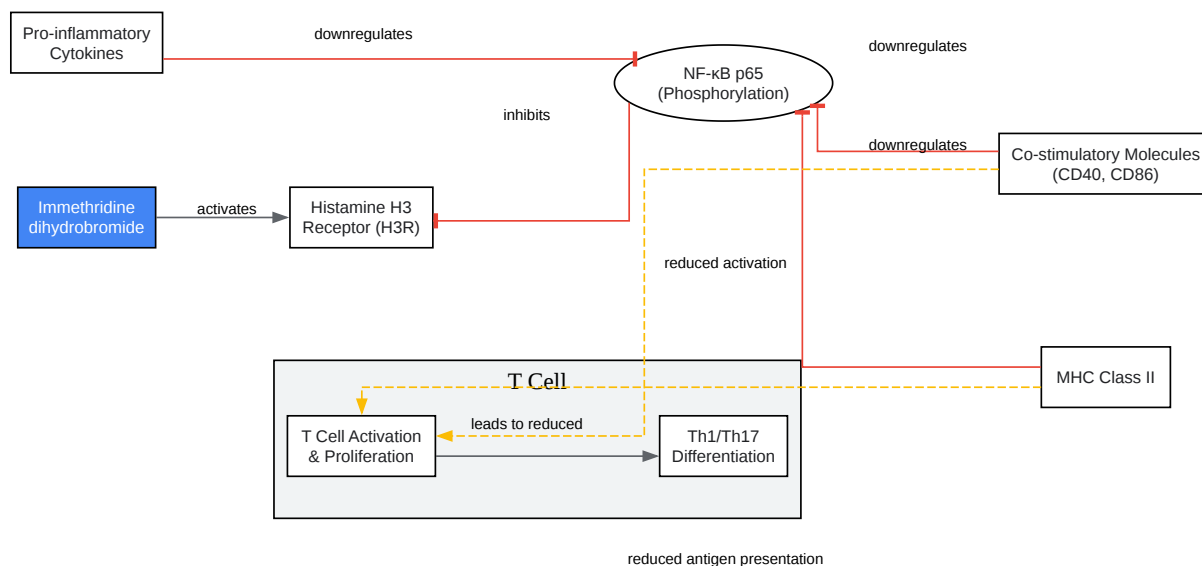 Pro-inflammatory
Cytokines
downregulates
NF-κB p65
(Phosphorylation)
downregulates
inhibits
downregulates
Co-stimulatory Molecules
(CD40, CD86)
Immethridine
dihydrobromide
activates
Histamine H3
Receptor (H3R)
reduced activation
MHC Class II
T Cell
T Cell Activation
& Proliferation
leads to reduced
Th1/Th17
Differentiation
reduced antigen presentation